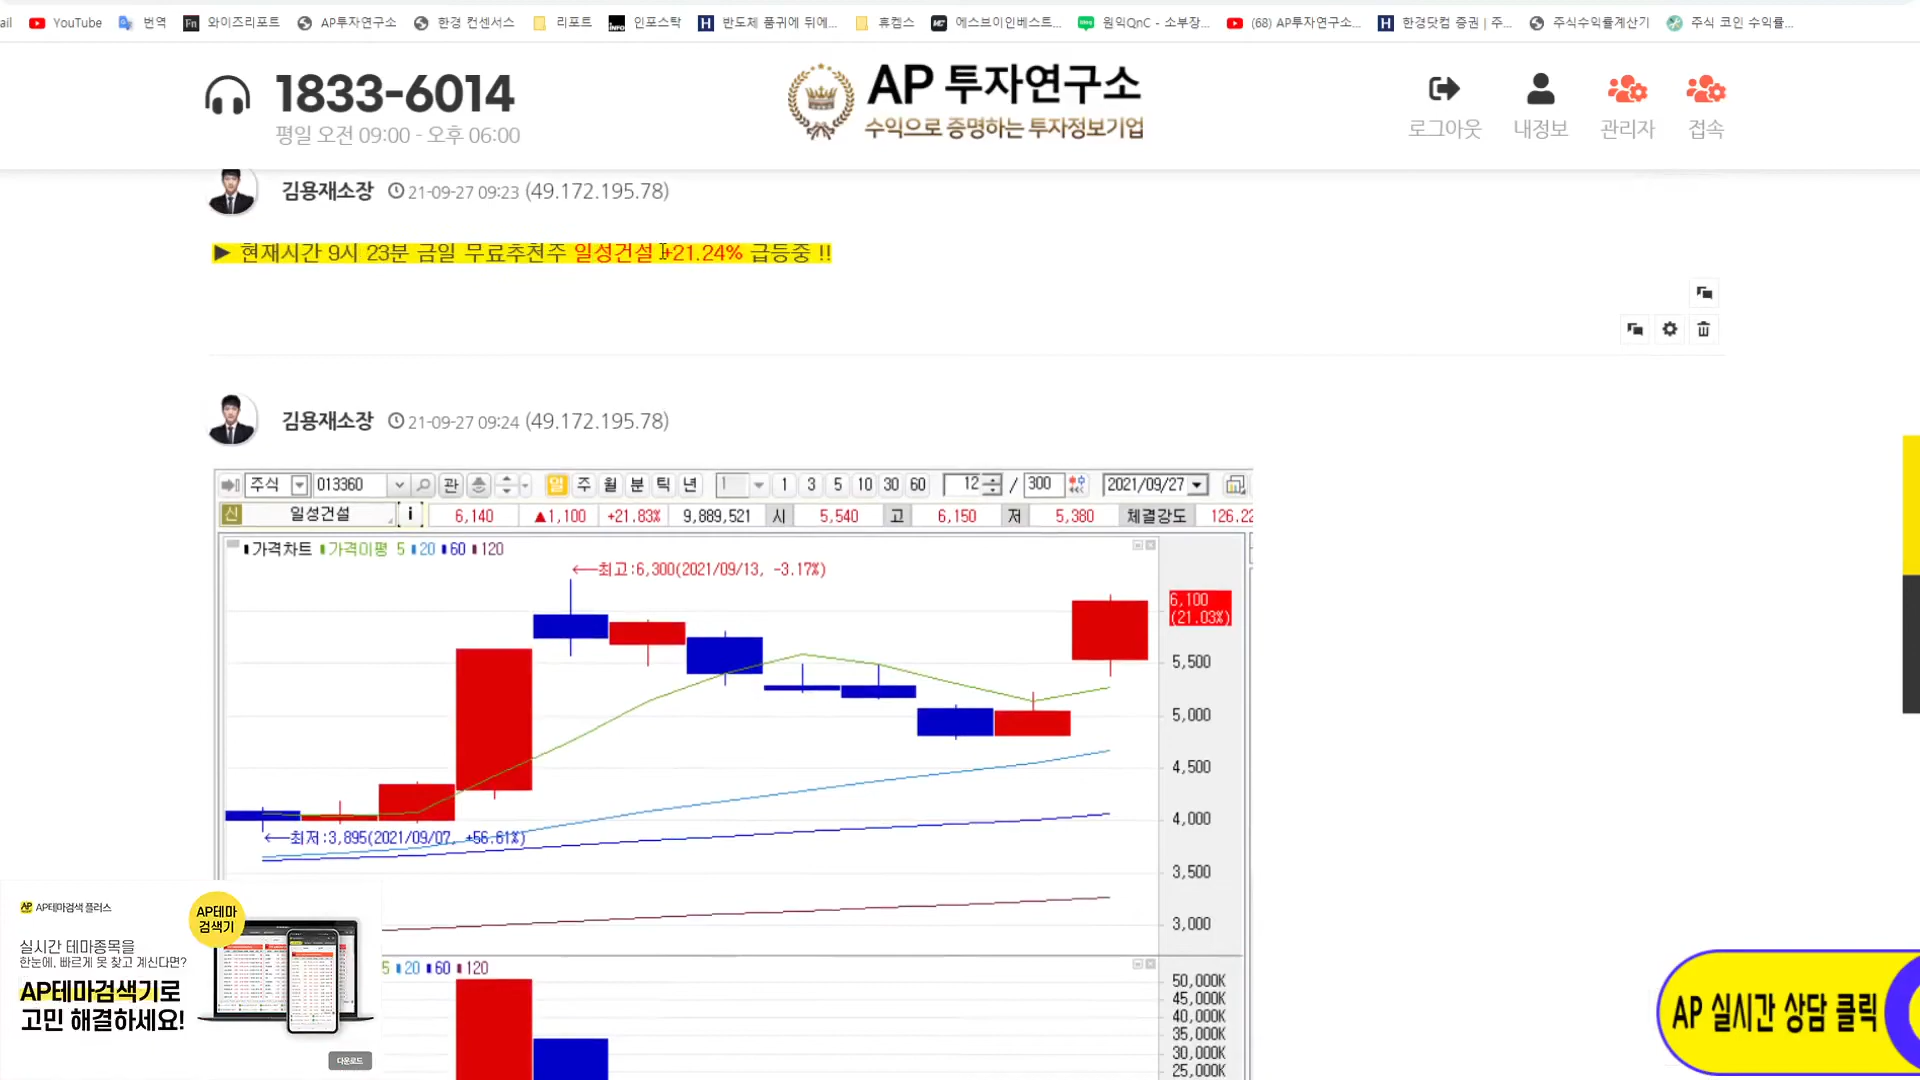 ail YouTube 번역 Fn 와이즈리포트 AP투자연구소 한경 컨센서스 리포트 INFO 인포스탁 H 반도체 품귀에 뒤에... 휴컴스 에스브이인베스트... 원익QnC - 소부장... (68) AP투자연구소... H 한경닷컴 증권 | 주... 주식수익률계산기 주식 코인 수익률...
1833-6014
평일 오전 09:00 - 오후 06:00
AP 투자연구소
수익으로 증명하는 투자정보기업
로그아웃 내정보 관리자 접속
김용재소장 21-09-27 09:23 (49.172.195.78)
▶ 현재시간 9시 23분 금일 무료추천주 일성건설 +21.24% 급등중 !!
김용재소장 21-09-27 09:24 (49.172.195.78)
주식 013360 관 일 주 월 분 틱 년 1 1 3 5 10 30 60 12 / 300 2021/09/27
신 일성건설 i 6,140 ▲1,100 +21.83% 9,889,521 시 5,540 고 6,150 저 5,380 체결강도 126.22
가격차트 가격이평 5 20 60 120
←최고:6,300(2021/09/13, -3.17%)
6,100
(21.03%)
5,500
5,000
4,500
4,000
←최저:3,895(2021/09/07, +56.61%)
3,500
3,000
5 20 60 120
50,000K
45,000K
40,000K
35,000K
30,000K
25,000K
AP AP테마검색 플러스
AP테마
검색기
실시간 테마종목을
한눈에, 빠르게 못 찾고 계신다면?
AP테마검색기로
고민 해결하세요!
다운로드
AP 실시간 상담 클릭